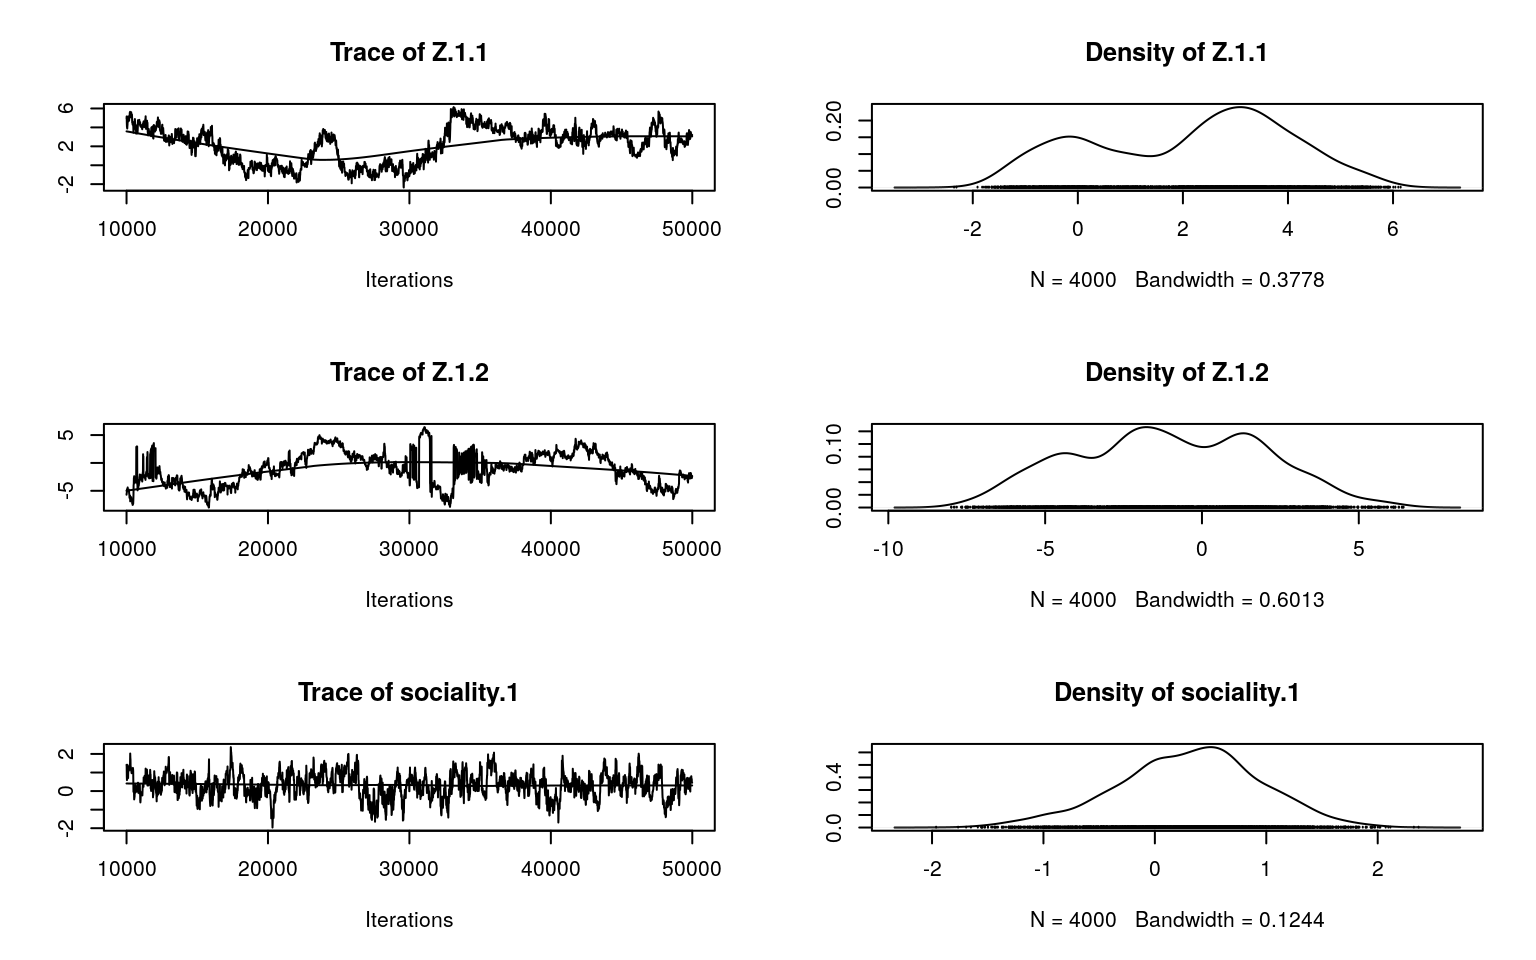 Trace of Z.1.1
6
2
-2
10000 20000 30000 40000 50000
Iterations
Density of Z.1.1
0.20
0.00
-2 0 2 4 6
N = 4000 Bandwidth = 0.3778
Trace of Z.1.2
5
-5
10000 20000 30000 40000 50000
Iterations
Density of Z.1.2
0.10
0.00
-10 -5 0 5
N = 4000 Bandwidth = 0.6013
Trace of sociality.1
2
0
-2
10000 20000 30000 40000 50000
Iterations
Density of sociality.1
0.4
0.0
-2 -1 0 1 2
N = 4000 Bandwidth = 0.1244